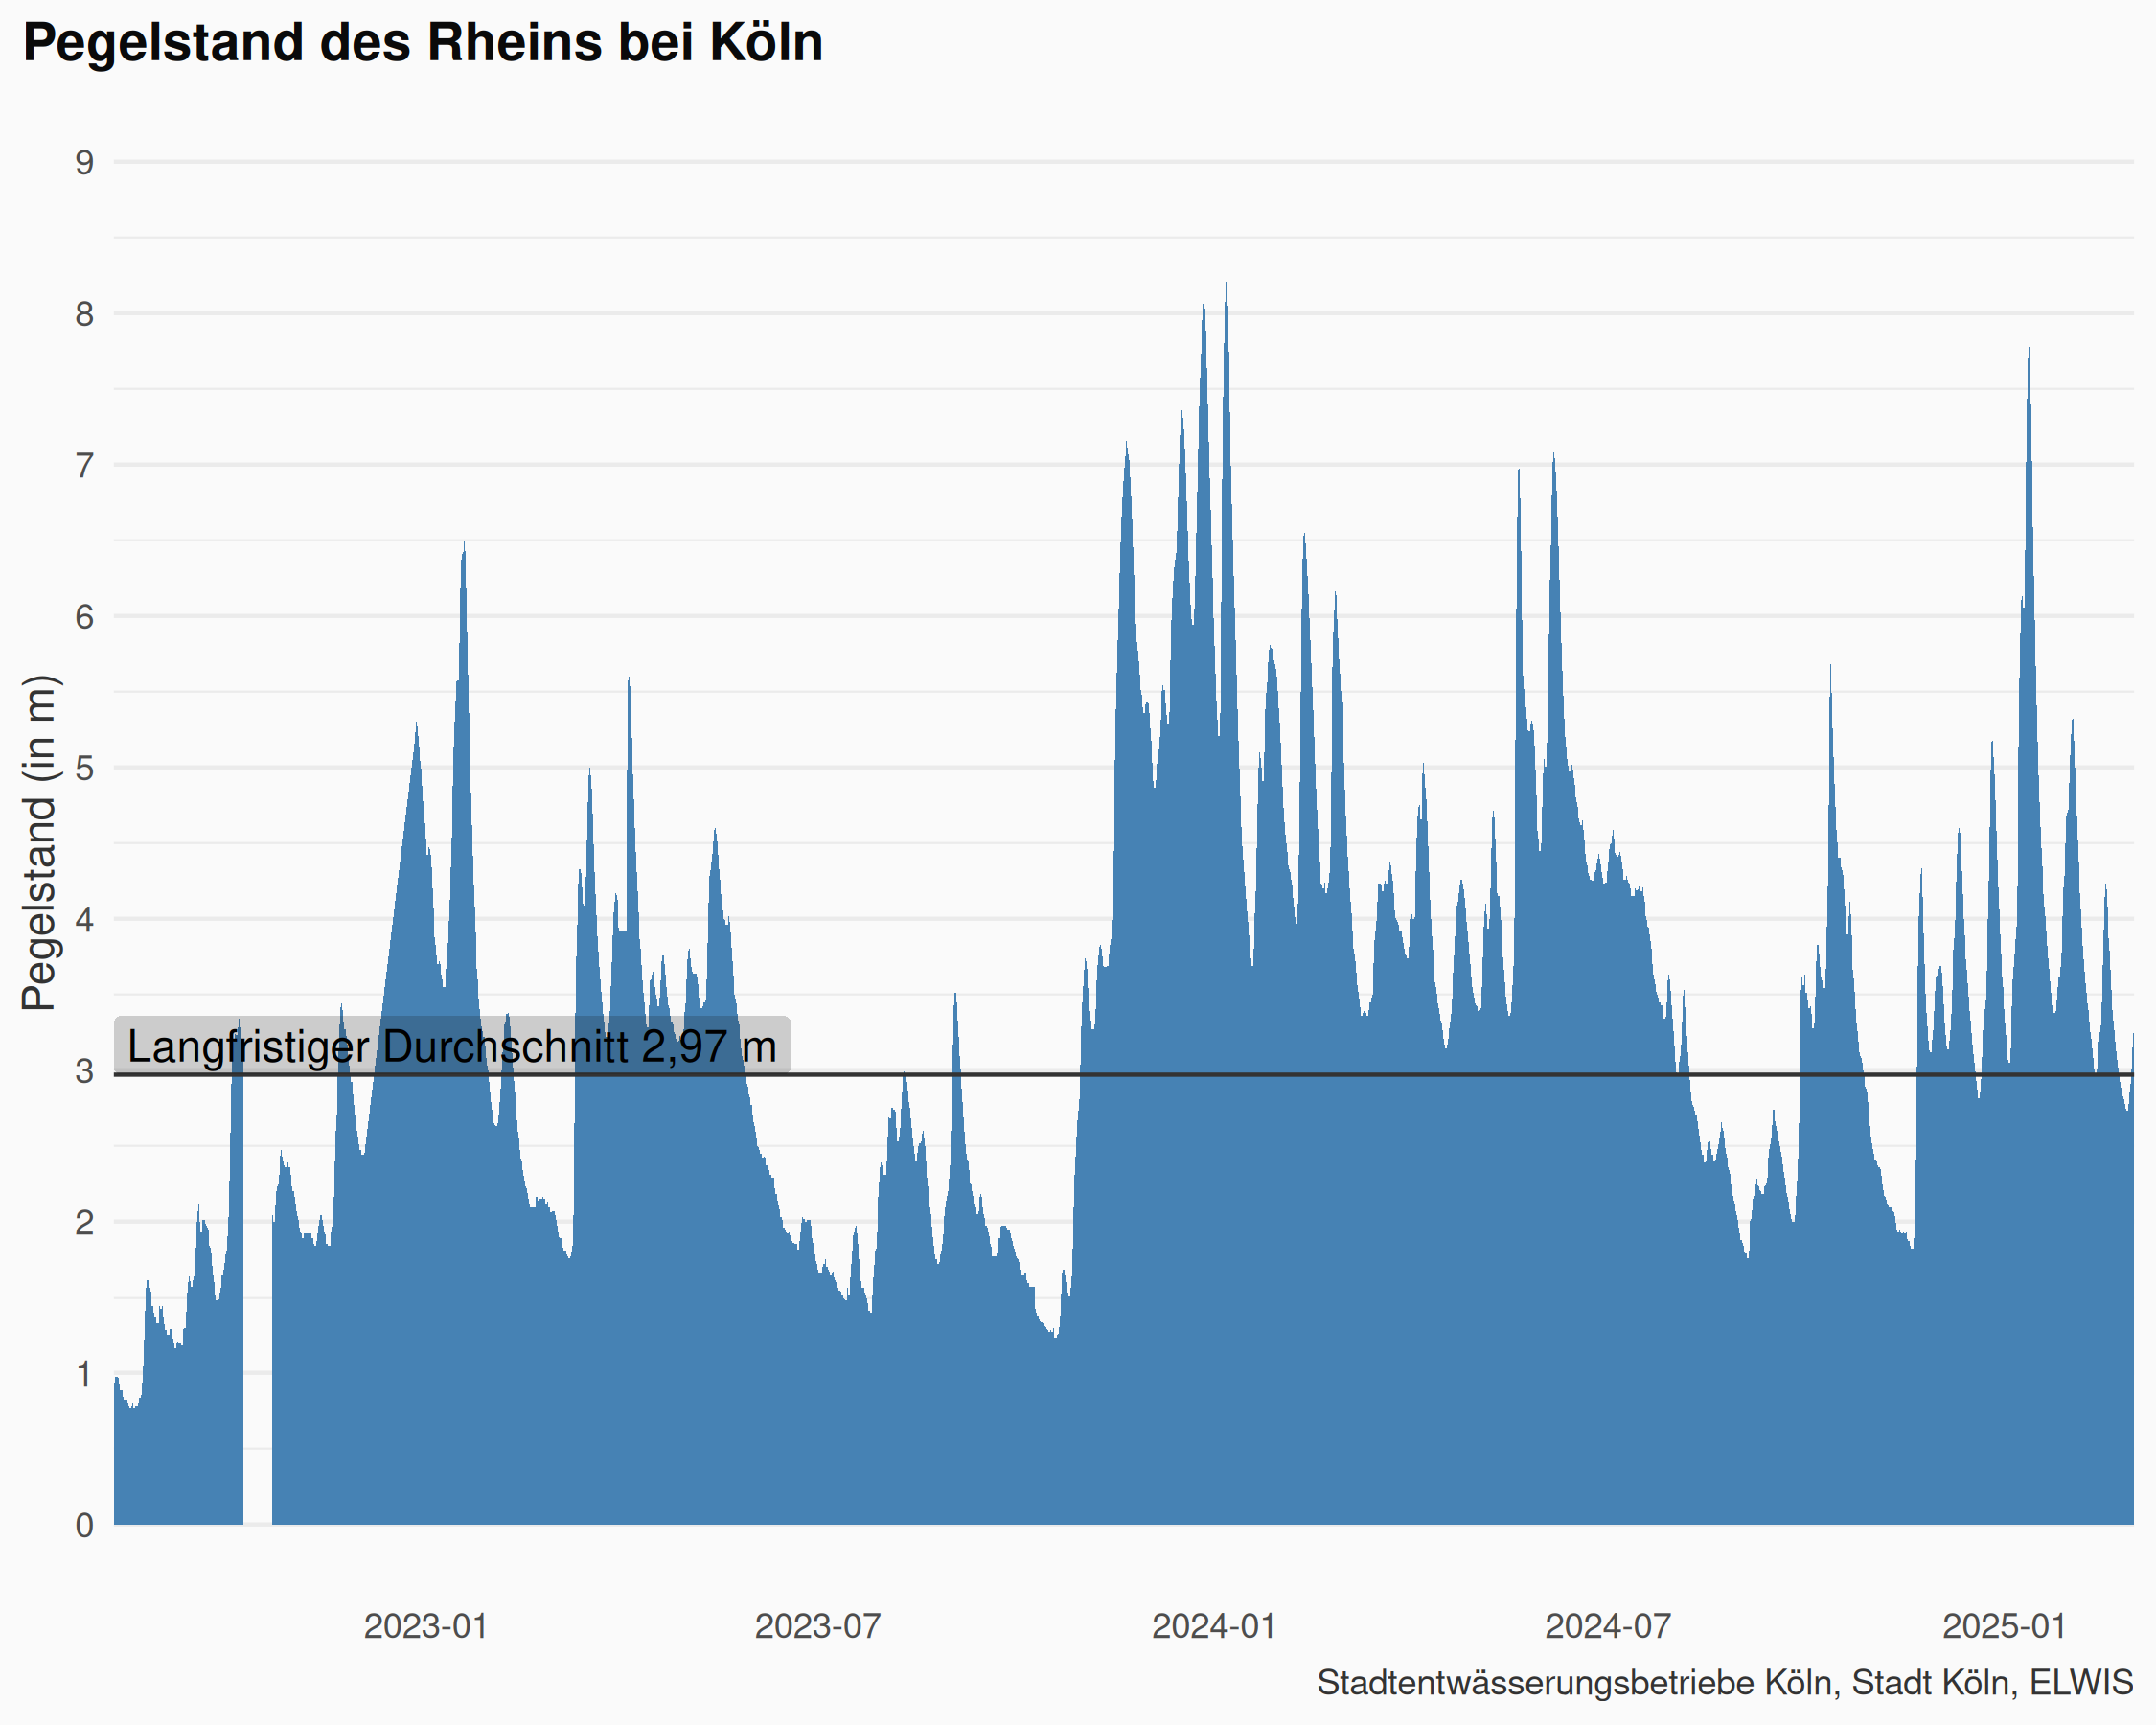 Pegelstand des Rheins bei Köln
Pegelstand (in m)
9
8
7
6
5
4
3
2
1
0
Langfristiger Durchschnitt 2,97 m
2023-01 2023-07 2024-01 2024-07 2025-01
Stadtentwässerungsbetriebe Köln, Stadt Köln, ELWIS